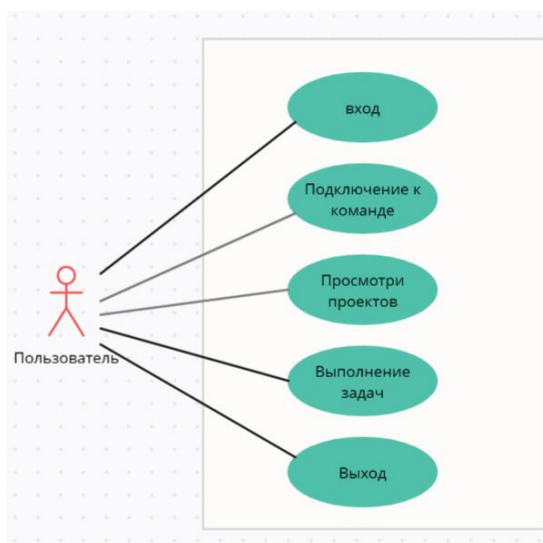 вход
Подключение к
команде
Просмотри
проектов
Выполнение
задач
Выход
Пользователь